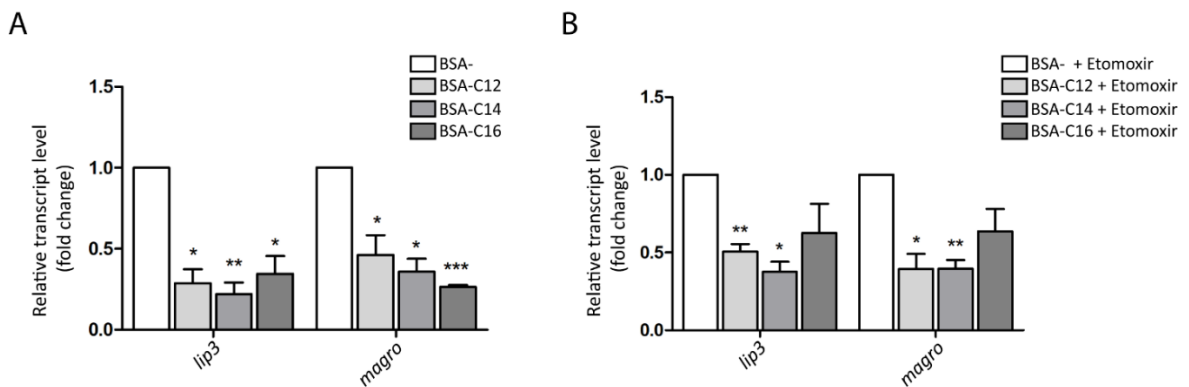 A
BSA-
BSA-C12
BSA-C14
BSA-C16
Relative transcript level
(fold change)
1.5
1.0
0.5
0.0
*
**
*
*
*
***
lip3
magro
B
BSA- + Etomoxir
BSA-C12 + Etomoxir
BSA-C14 + Etomoxir
BSA-C16 + Etomoxir
Relative transcript level
(fold change)
1.5
1.0
0.5
0.0
**
*
*
**
lip3
magro